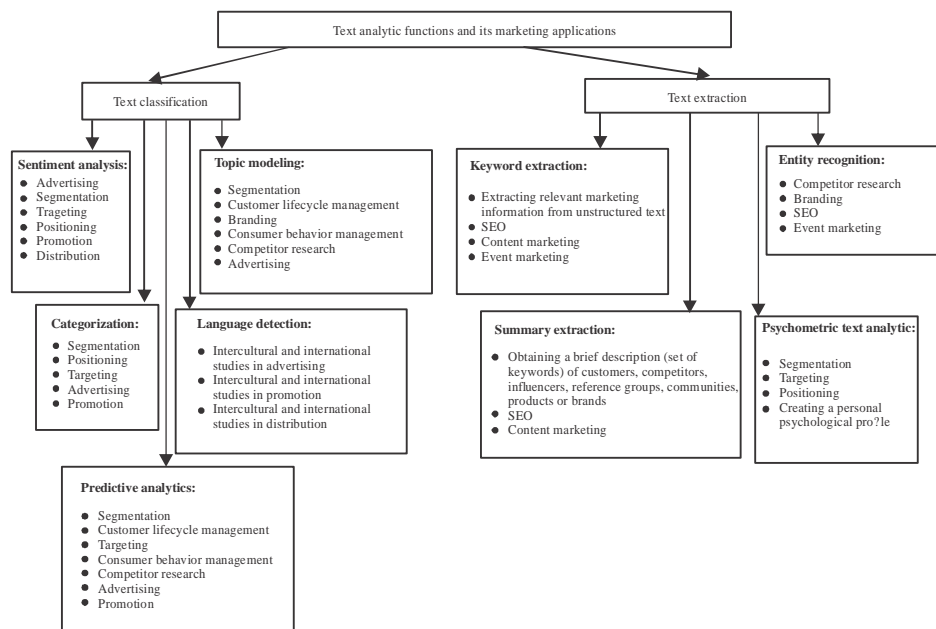 Text analytic functions and its marketing applications
Text classification
Text extraction
Sentiment analysis:
● Advertising
● Segmentation
● Trageting
● Positioning
● Promotion
● Distribution
Topic modeling:
● Segmentation
● Customer lifecycle management
● Branding
● Consumer behavior management
● Competitor research
● Advertising
Keyword extraction:
● Extracting relevant marketing
information from unstructured text
● SEO
● Content marketing
● Event marketing
Entity recognition:
● Competitor research
● Branding
● SEO
● Event marketing
Categorization:
● Segmentation
● Positioning
● Targeting
● Advertising
● Promotion
Language detection:
● Intercultural and international
studies in advertising
● Intercultural and international
studies in promotion
● Intercultural and international
studies in distribution
Summary extraction:
● Obtaining a brief description (set of
keywords) of customers, competitors,
influencers, reference groups, communities,
products or brands
● SEO
● Content marketing
Psychometric text analytic:
● Segmentation
● Targeting
● Positioning
● Creating a personal
psychological pro?le
Predictive analytics:
● Segmentation
● Customer lifecycle management
● Targeting
● Consumer behavior management
● Competitor research
● Advertising
● Promotion